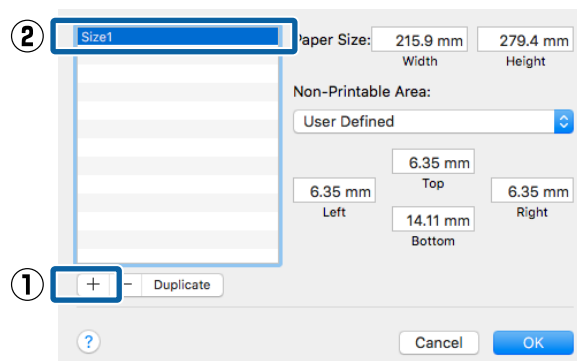 ② Size1 Paper Size: 215.9 mm 279.4 mm
Width Height
Non-Printable Area:
User Defined
6.35 mm
Top
6.35 mm 6.35 mm
Left Right
14.11 mm
Bottom
① + − Duplicate
? Cancel OK